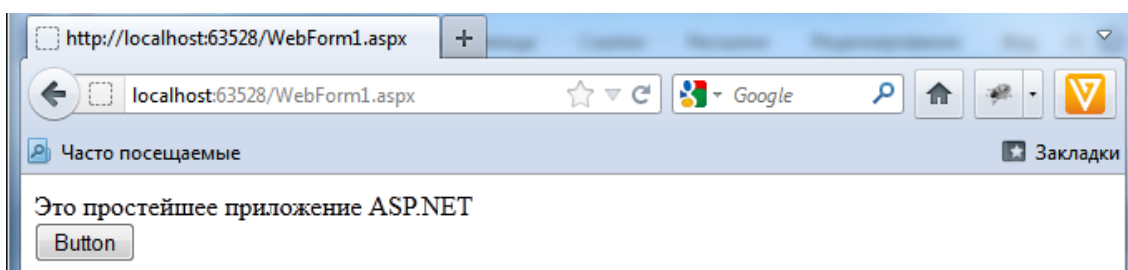 http://localhost:63528/WebForm1.aspx
localhost:63528/WebForm1.aspx
Google
Часто посещаемые
Закладки
Это простейшее приложение ASP.NET
Button